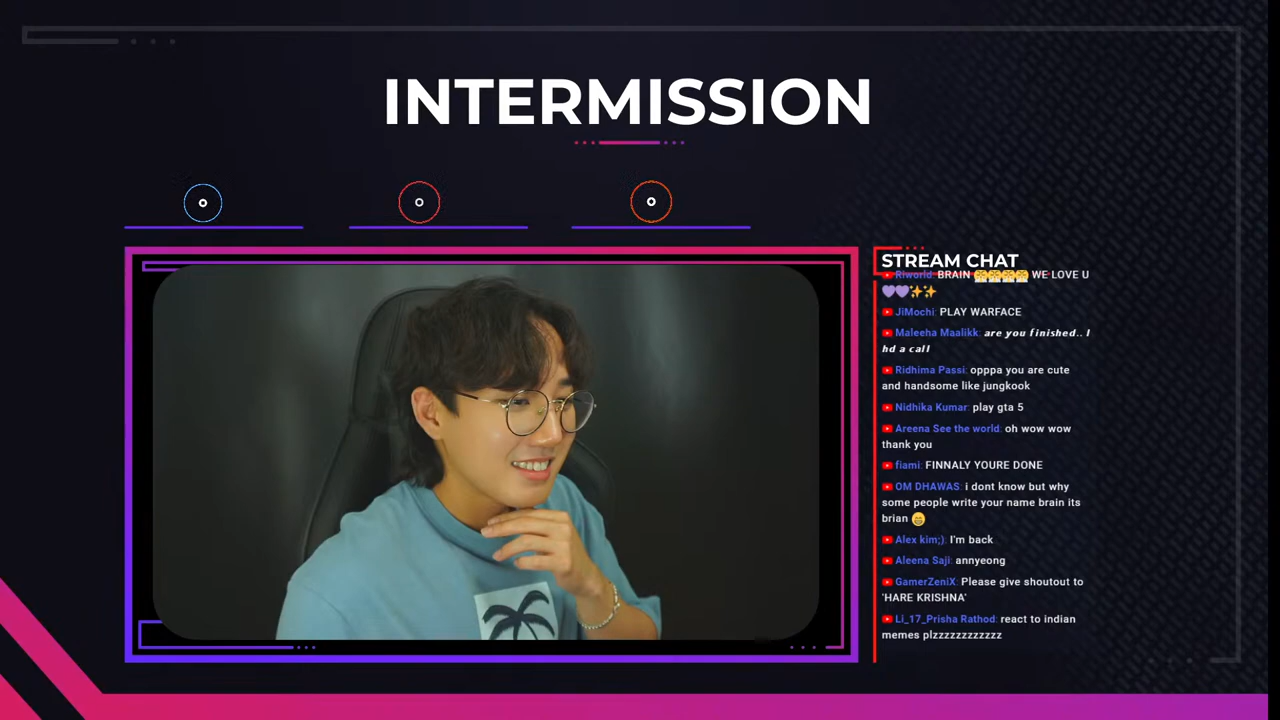 INTERMISSION
STREAM CHAT
Riworld: BRAIN 😁😁😁😁 WE LOVE U
💜💜✨✨
JiMochi: PLAY WARFACE
Maleeha Maalikk: are you finished.. I
hd a call
Ridhima Passi: opppa you are cute
and handsome like jungkook
Nidhika Kumar: play gta 5
Areena See the world: oh wow wow
thank you
fiami: FINNALY YOURE DONE
OM DHAWAS: i dont know but why
some people write your name brain its
brian 😁
Alex kim;): I'm back
Aleena Saji: annyeong
GamerZeniX: Please give shoutout to
'HARE KRISHNA'
Li_17_Prisha Rathod: react to indian
memes plzzzzzzzzzzz